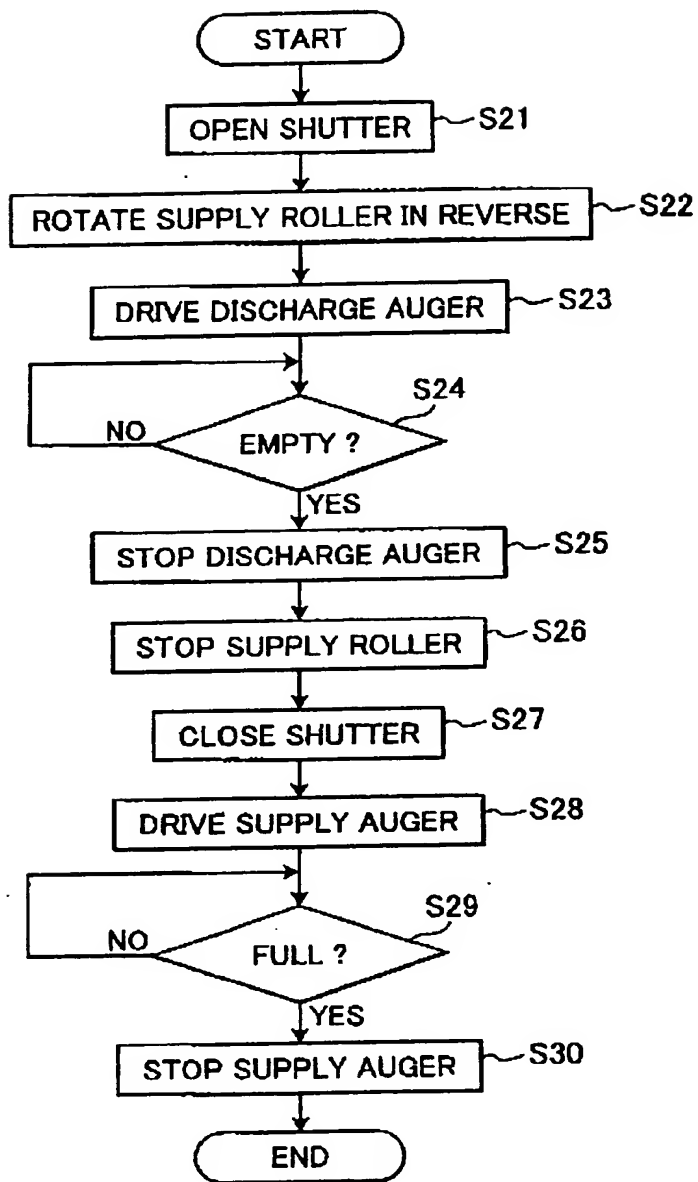 START
OPEN SHUTTER
S21
ROTATE SUPPLY ROLLER IN REVERSE
S22
DRIVE DISCHARGE AUGER
S23
S24
NO
EMPTY ?
YES
STOP DISCHARGE AUGER
S25
STOP SUPPLY ROLLER
S26
CLOSE SHUTTER
S27
DRIVE SUPPLY AUGER
S28
S29
NO
FULL ?
YES
STOP SUPPLY AUGER
S30
END